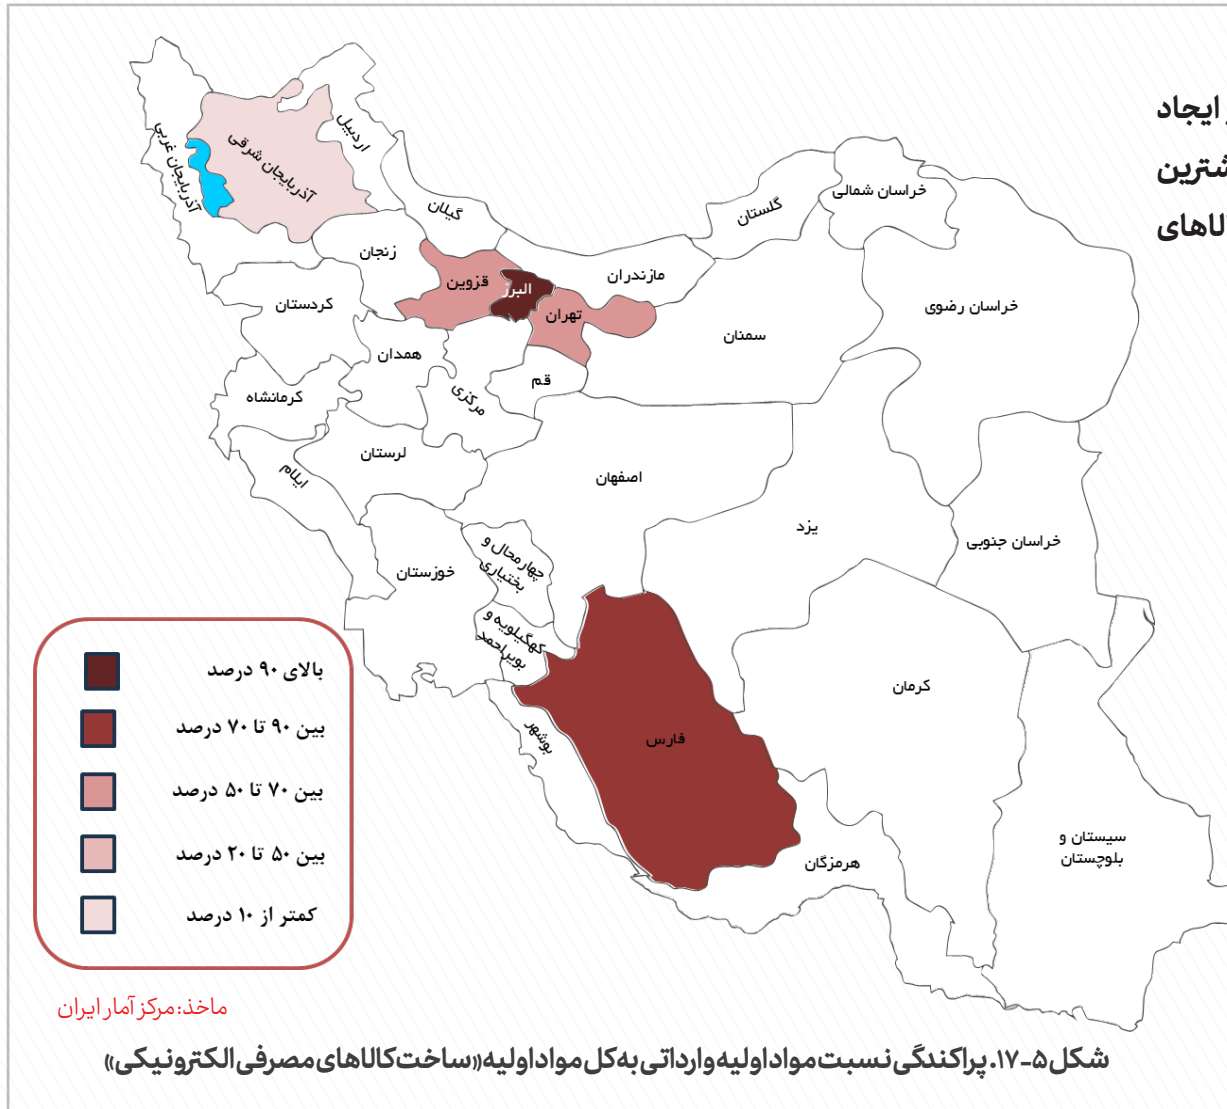 ایجاد
شترین
لاهای
اردبیل
آذربایجان شرقی
آذربایجان غربی
گیلان
گلستان
خراسان شمالی
زنجان
قزوین
البرز
تهران
مازندران
کردستان
سمنان
خراسان رضوی
همدان
قم
مرکزی
کرمانشاه
لرستان
ایلام
اصفهان
یزد
خراسان جنوبی
خوزستان
چهارمحال و
بختیاری
کهگیلویه و
بویراحمد
کرمان
فارس
بوشهر
هرمزگان
سیستان و
بلوچستان
بالای ۹۰ درصد
بین ۹۰ تا ۷۰ درصد
بین ۷۰ تا ۵۰ درصد
بین ۵۰ تا ۲۰ درصد
کمتر از ۱۰ درصد
ماخذ: مرکز آمار ایران
شکل ۵-۱۷. پراکندگی نسبت مواد اولیه وارداتی به کل مواد اولیه «ساخت کالاهای مصرفی الکترونیکی»